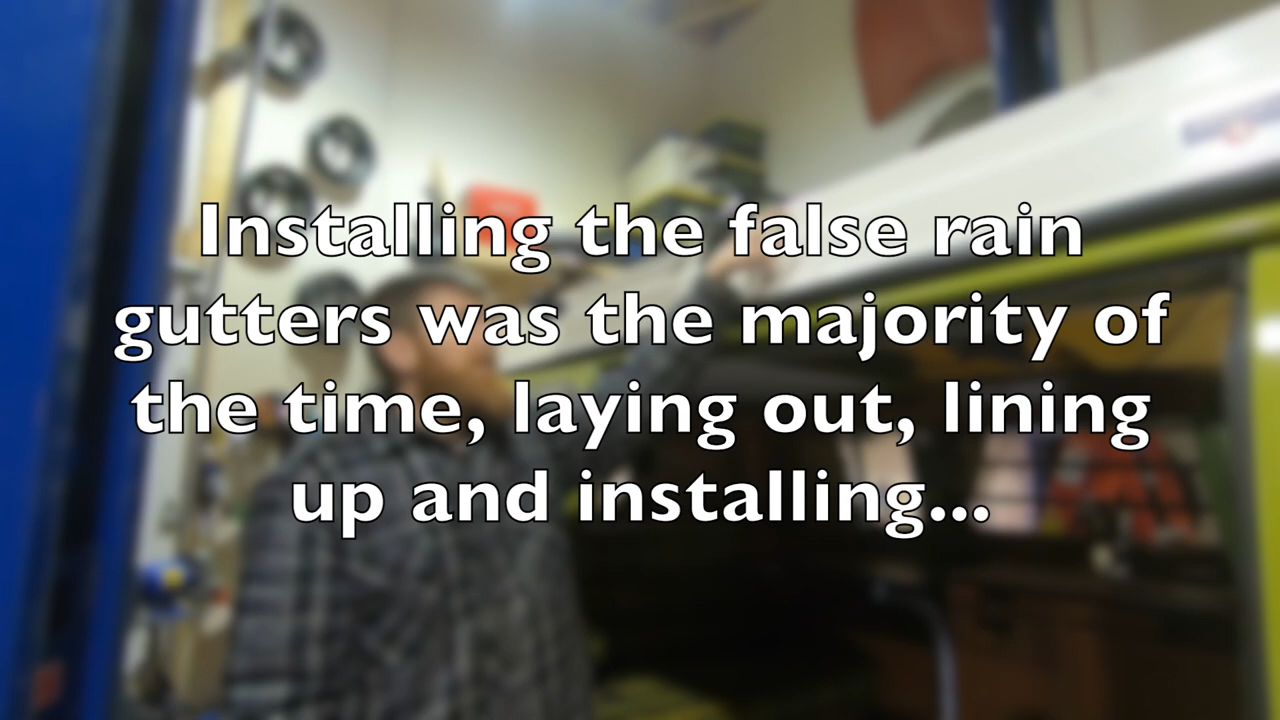 Installing the false rain
gutters was the majority of
the time, laying out, lining
up and installing...